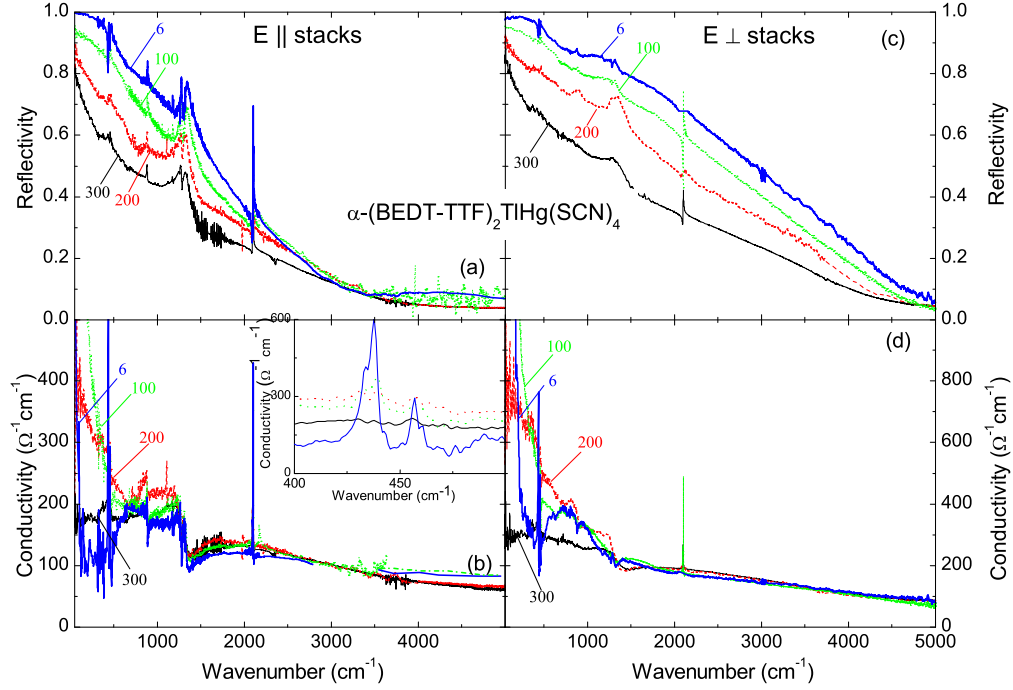 1.0
0.8
0.6
0.4
0.2
0.0
Reflectivity
E || stacks
6
100
200
300
(a)
E ⊥ stacks
(c)
6
100
200
300
1.0
0.8
0.6
0.4
0.2
0.0
Reflectivity
α-(BEDT-TTF)₂TlHg(SCN)₄
400
300
200
100
0
Conductivity (Ω⁻¹cm⁻¹)
6
100
200
300
(b)
600
300
0
Conductivity (Ω⁻¹ cm⁻¹)
400
450
Wavenumber (cm⁻¹)
(d)
100
6
200
300
800
600
400
200
0
Conductivity (Ω⁻¹cm⁻¹)
1000 2000 3000 4000
Wavenumber (cm⁻¹)
1000 2000 3000 4000 5000
Wavenumber (cm⁻¹)